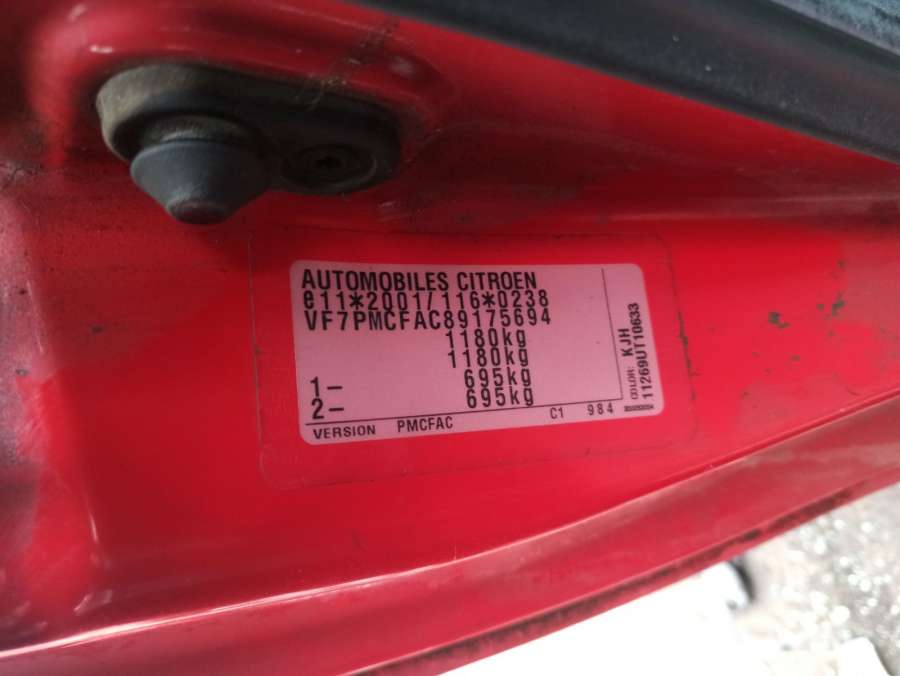 AUTOMOBILES CITROEN
e11*2001/116*0238
VF7PMCFAC89175694
1180kg
1180kg
1- 695kg
2- 695kg
VERSION PMCFAC C1 984
COLOR: KJH
11269UT10633